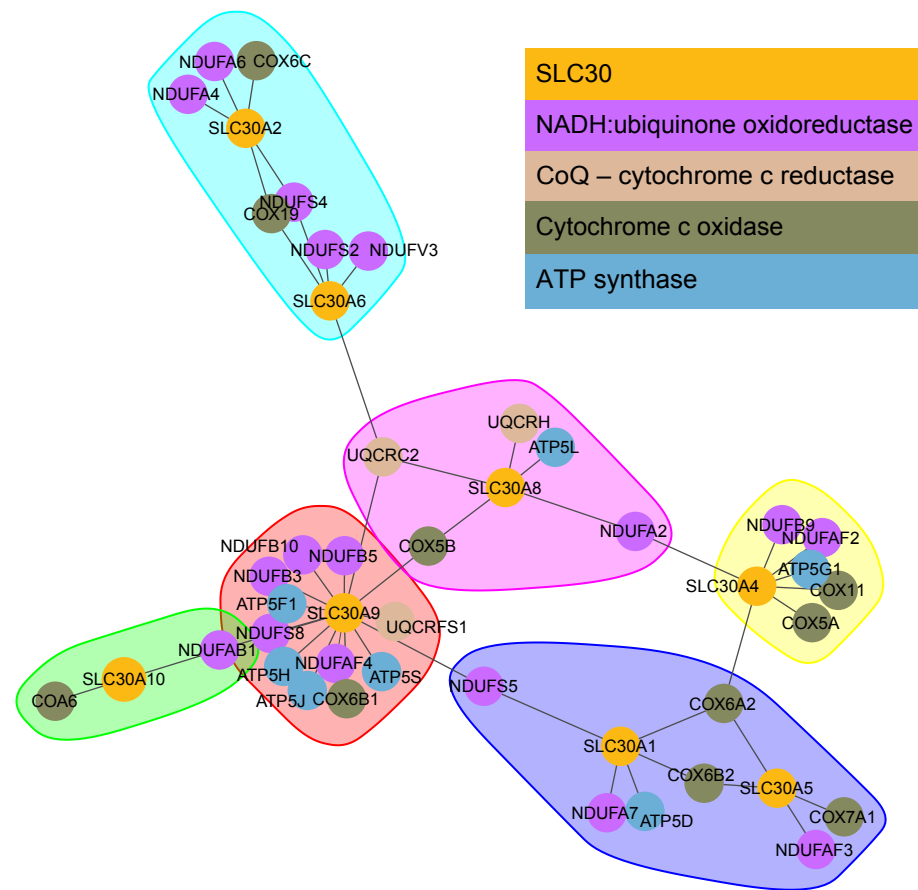 NDUFA6
COX6C
NDUFA4
SLC30A2
NDUFS4
COX19
NDUFS2
NDUFV3
SLC30A6
SLC30
NADH:ubiquinone oxidoreductase
CoQ – cytochrome c reductase
Cytochrome c oxidase
ATP synthase
UQCRH
ATP5L
UQCRC2
SLC30A8
NDUFA2
COX5B
NDUFB9
NDUFAF2
ATP5G1
SLC30A4
COX11
COX5A
NDUFB10
NDUFB5
NDUFB3
ATP5F1
SLC30A9
UQCRFS1
NDUFS8
NDUFAB1
NDUFAF4
ATP5H
ATP5S
ATP5J
COX6B1
SLC30A10
COA6
NDUFS5
COX6A2
SLC30A1
COX6B2
SLC30A5
NDUFA7
ATP5D
COX7A1
NDUFAF3